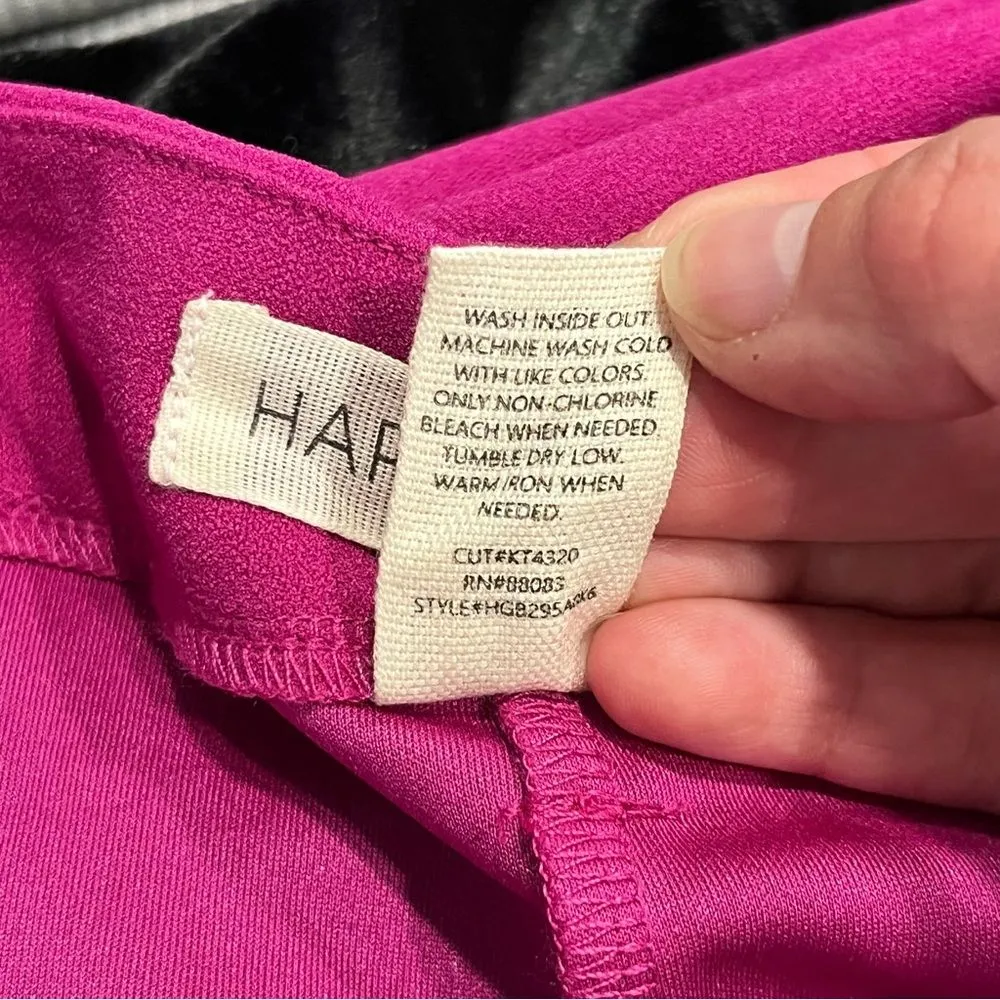 HAR
WASH INSIDE OUT
MACHINE WASH COLD
WITH LIKE COLORS.
ONLY NON-CHLORINE
BLEACH WHEN NEEDED.
TUMBLE DRY LOW.
WARM IRON WHEN
NEEDED.
CUT#KT4320
RN#88083